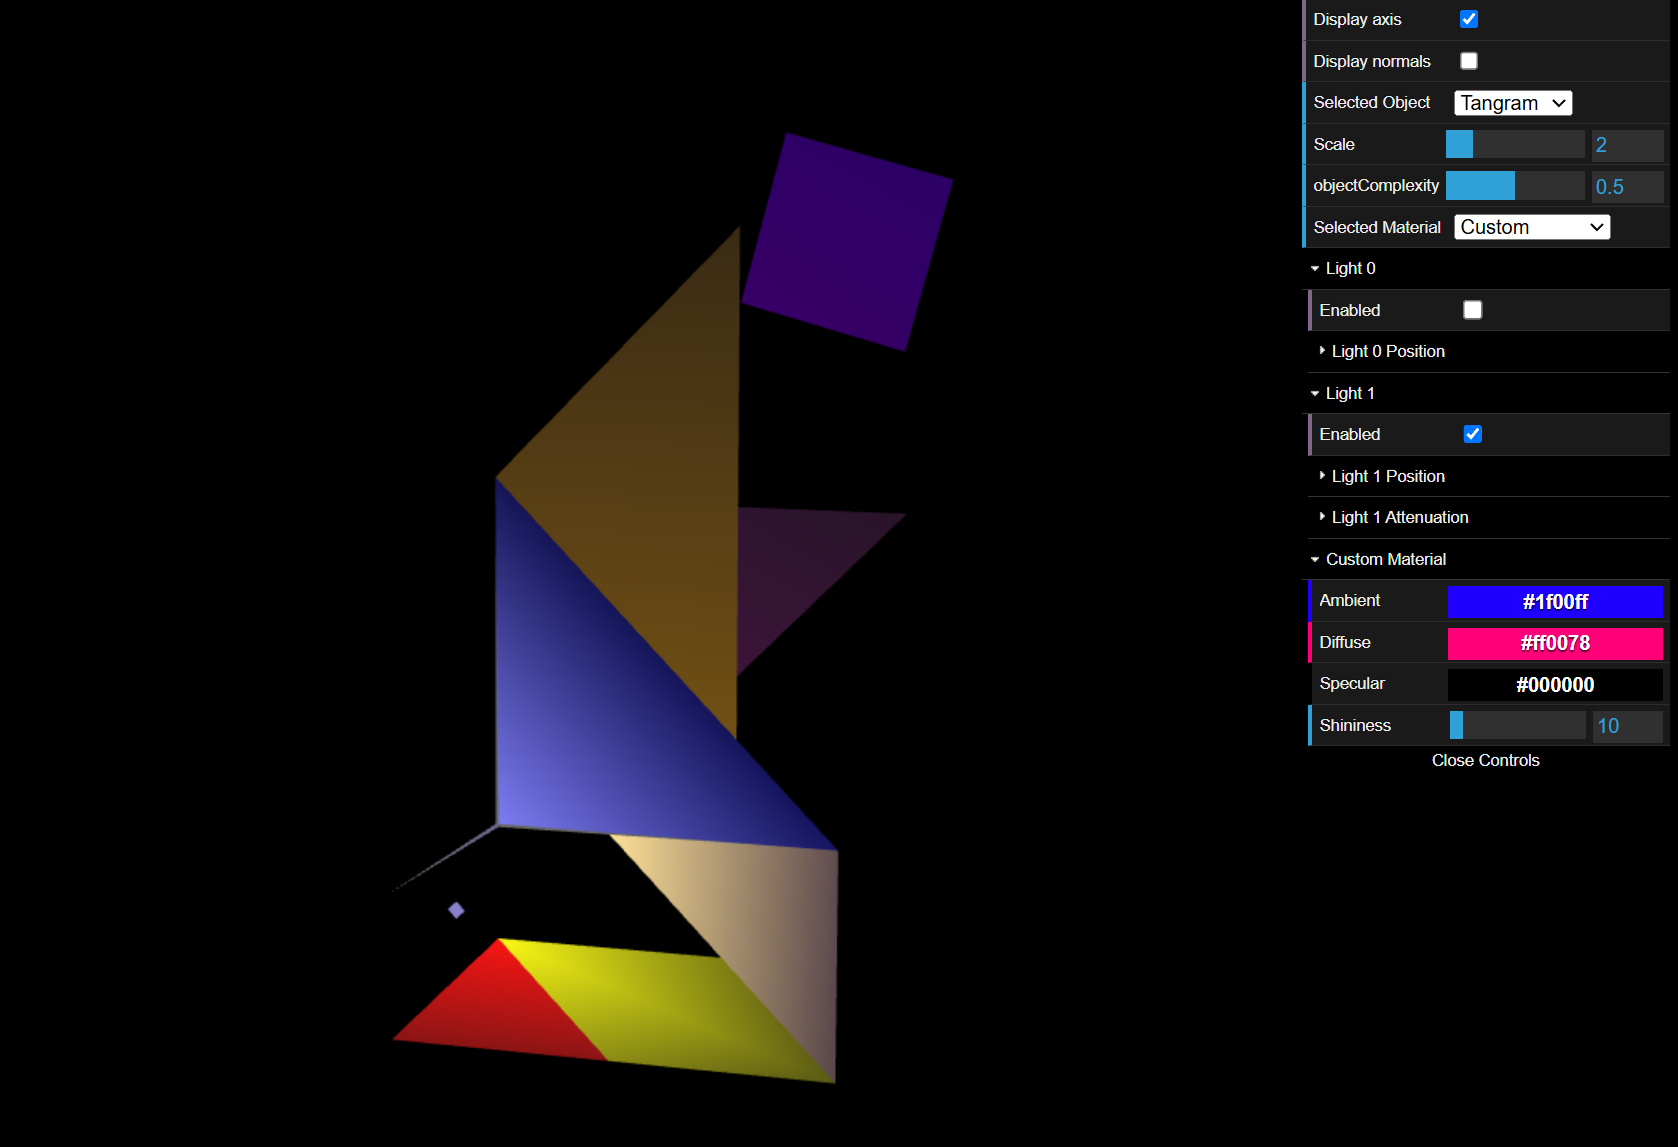 Display axis
Display normals
Selected Object Tangram
Scale 2
objectComplexity 0.5
Selected Material Custom
Light 0
Enabled
Light 0 Position
Light 1
Enabled
Light 1 Position
Light 1 Attenuation
Custom Material
Ambient #1f00ff
Diffuse #ff0078
Specular #000000
Shininess 10
Close Controls